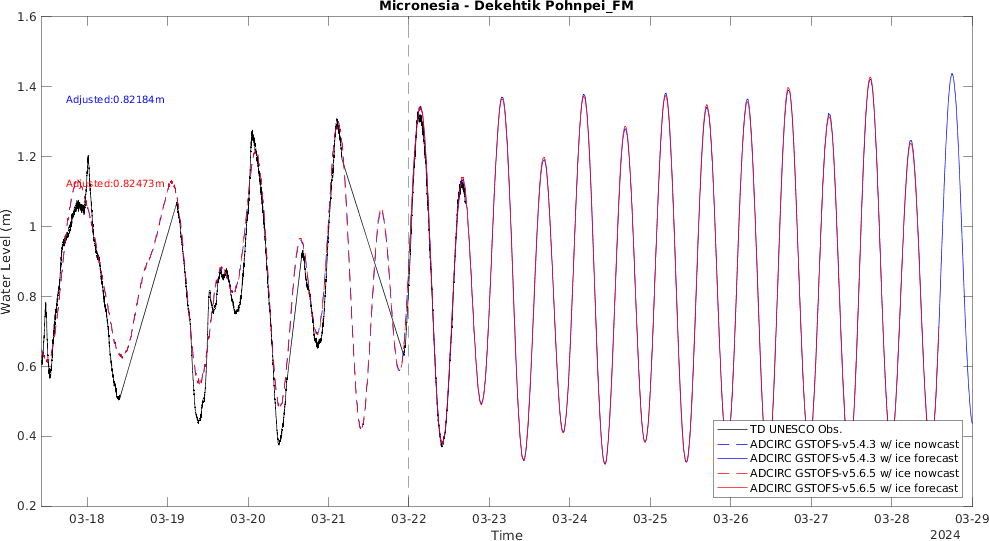 Micronesia - Dekehtik Pohnpei_FM
Water Level (m)
1.6
1.4
1.2
1
0.8
0.6
0.4
0.2
Adjusted:0.82184m
Adjusted:0.82473m
TD UNESCO Obs.
ADCIRC GSTOFS-v5.4.3 w/ ice nowcast
ADCIRC GSTOFS-v5.4.3 w/ ice forecast
ADCIRC GSTOFS-v5.6.5 w/ ice nowcast
ADCIRC GSTOFS-v5.6.5 w/ ice forecast
03-18 03-19 03-20 03-21 03-22 03-23 03-24 03-25 03-26 03-27 03-28 03-29
Time
2024